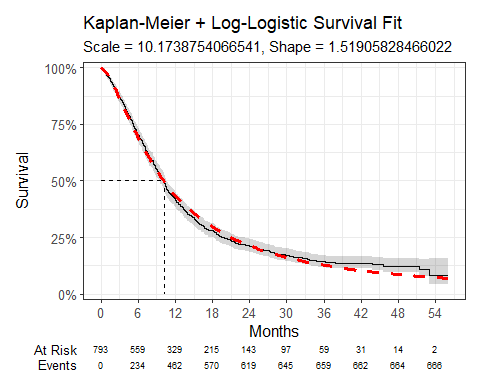 Kaplan-Meier + Log-Logistic Survival Fit
Scale = 10.1738754066541, Shape = 1.51905828466022
100%
75%
50%
25%
0%
Survival
0 6 12 18 24 30 36 42 48 54
Months
At Risk 793 559 329 215 143 97 59 31 14 2
Events 0 234 462 570 619 645 659 662 664 666